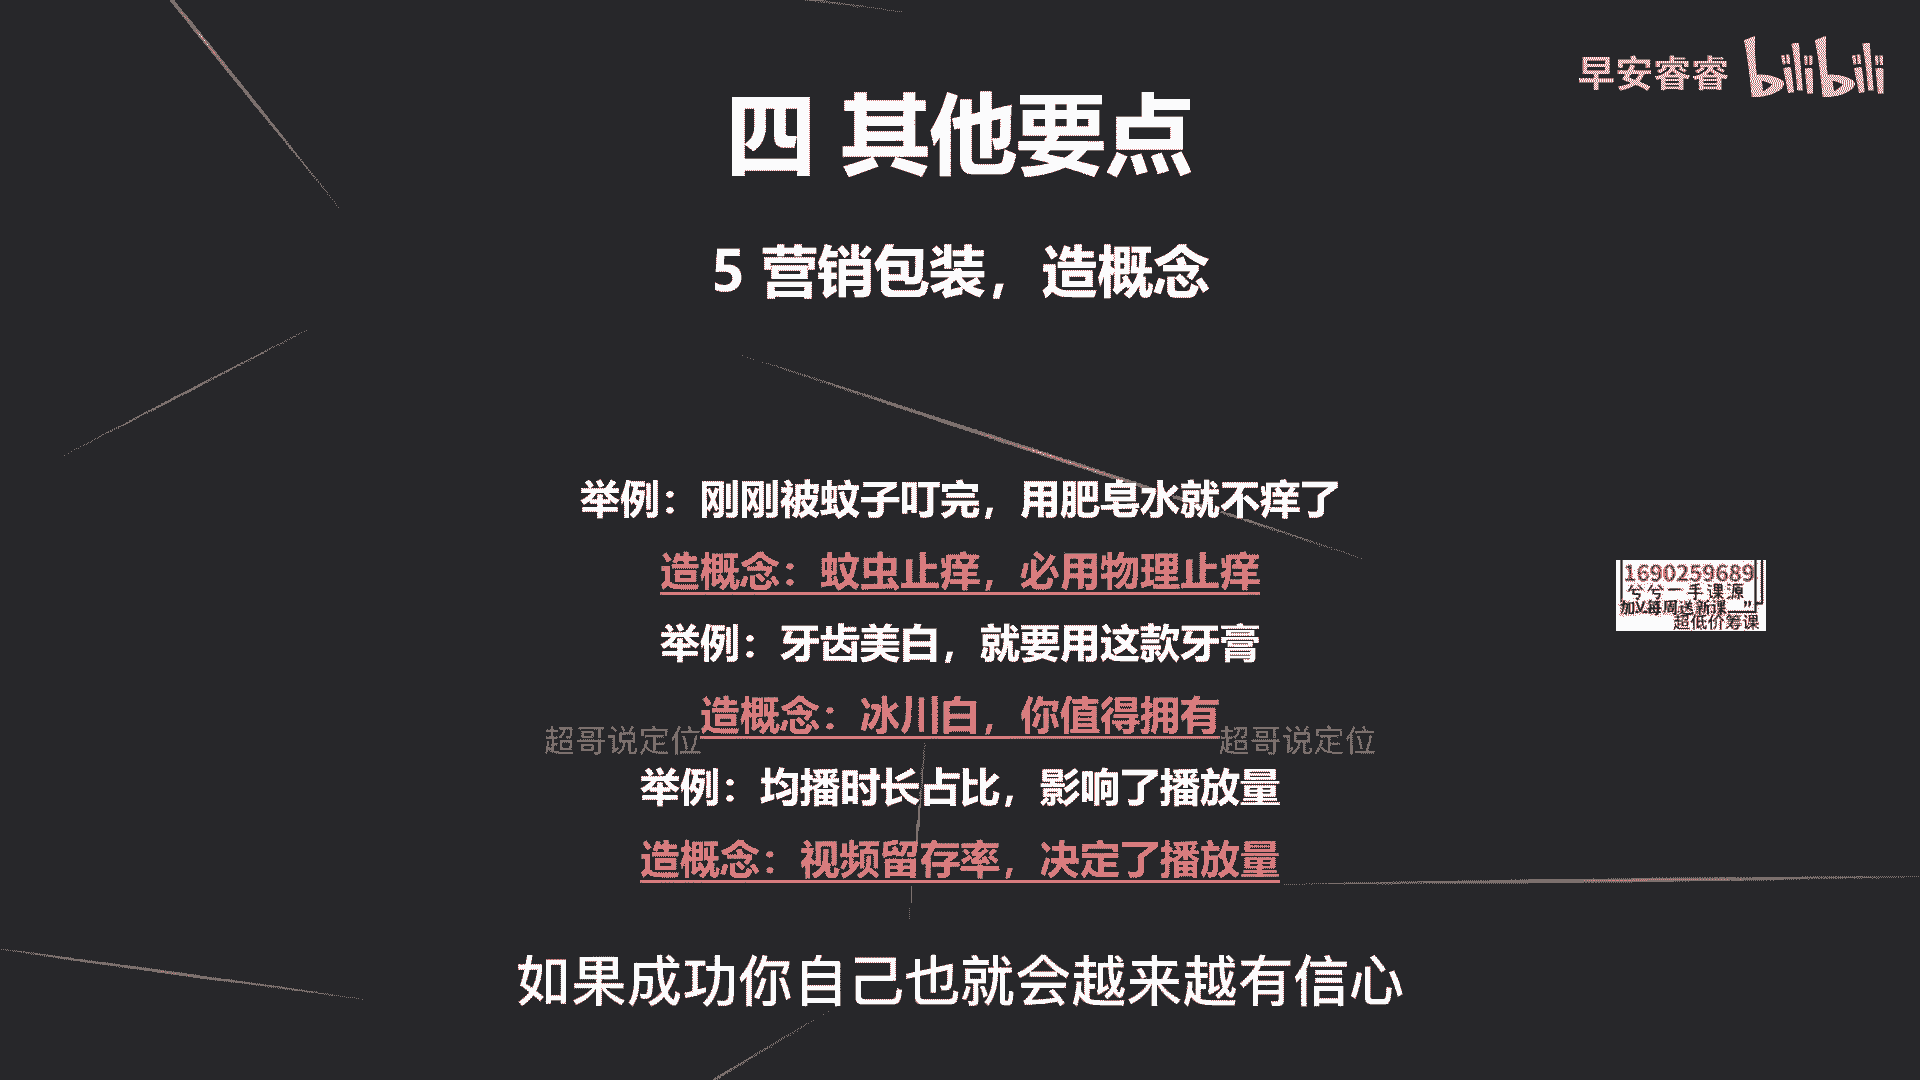 早安睿睿 bilibili
四 其他要点
5 营销包装，造概念
举例：刚刚被蚊子叮完，用肥皂水就不痒了
造概念：蚊虫止痒，必用物理止痒
1690259689
兮兮一手课源
加V每周送新课
超低价筹课
举例：牙齿美白，就要用这款牙膏
造概念：冰川白，你值得拥有
超哥说定位 超哥说定位
举例：均播时长占比，影响了播放量
造概念：视频留存率，决定了播放量
如果成功你自己也就会越来越有信心